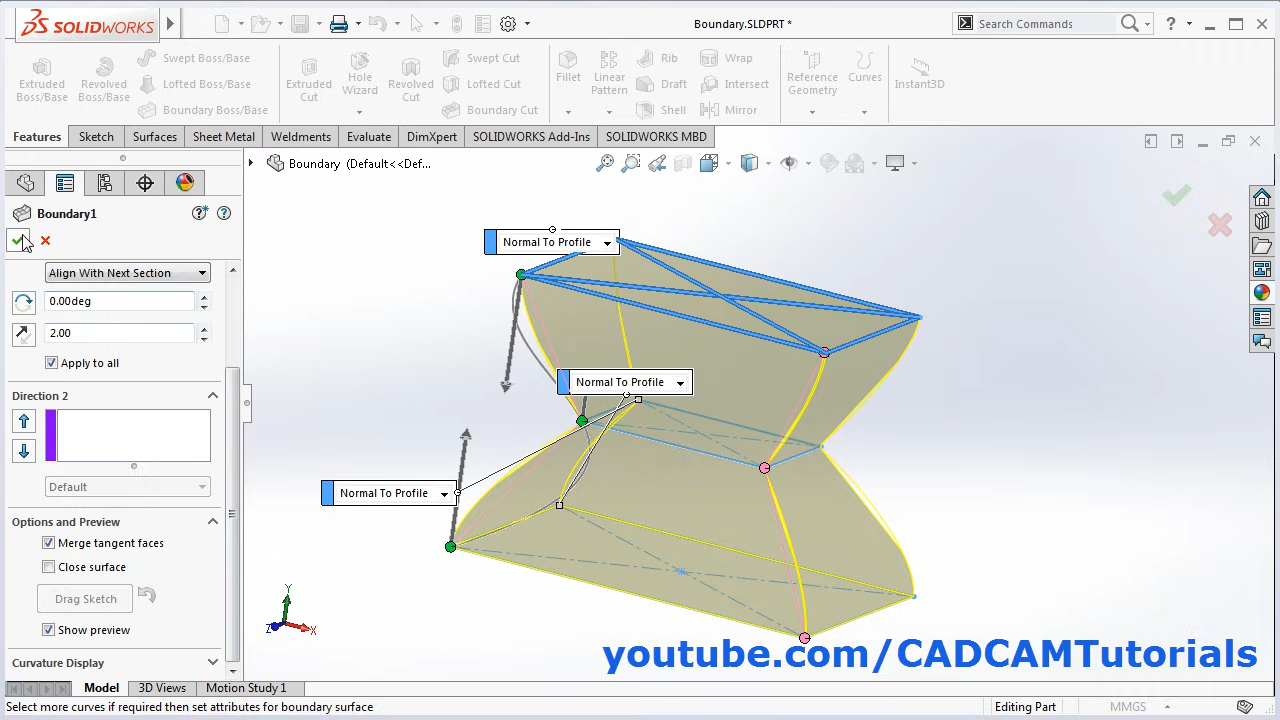 SOLIDWORKS
Boundary.SLDPRT *
Search Commands
Extruded Boss/Base
Revolved Boss/Base
Swept Boss/Base
Lofted Boss/Base
Boundary Boss/Base
Extruded Cut
Hole Wizard
Revolved Cut
Swept Cut
Lofted Cut
Boundary Cut
Fillet
Linear Pattern
Rib
Draft
Shell
Wrap
Intersect
Mirror
Reference Geometry
Curves
Instant3D
Features
Sketch
Surfaces
Sheet Metal
Weldments
Evaluate
DimXpert
SOLIDWORKS Add-Ins
SOLIDWORKS MBD
Boundary (Default<<Def...
Boundary1
Align With Next Section
0.00deg
2.00
Apply to all
Direction 2
Default
Options and Preview
Merge tangent faces
Close surface
Drag Sketch
Show preview
Curvature Display
Normal To Profile
Normal To Profile
Normal To Profile
Y
Z
X
youtube.com/CADCAMTutorials
Model
3D Views
Motion Study 1
Select more curves if required then set attributes for boundary surface
Editing Part
MMGS